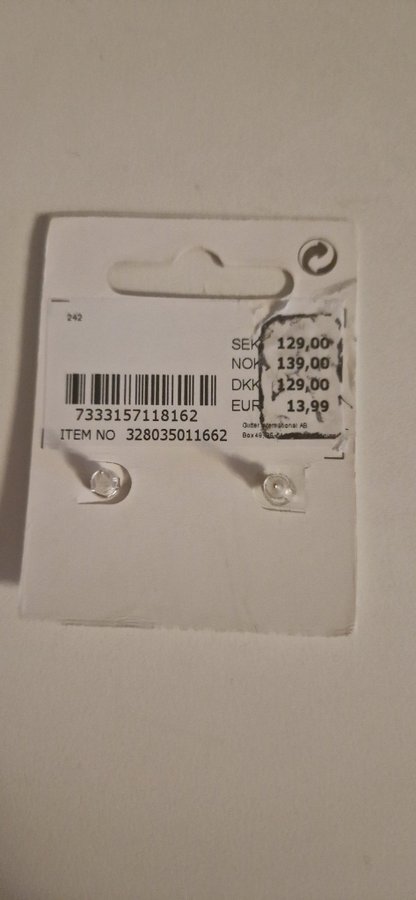 242
SEK 129,00
NOK 139,00
DKK 129,00
EUR 13,99
7333157118162
Glitter International AB
ITEM NO 328035011662